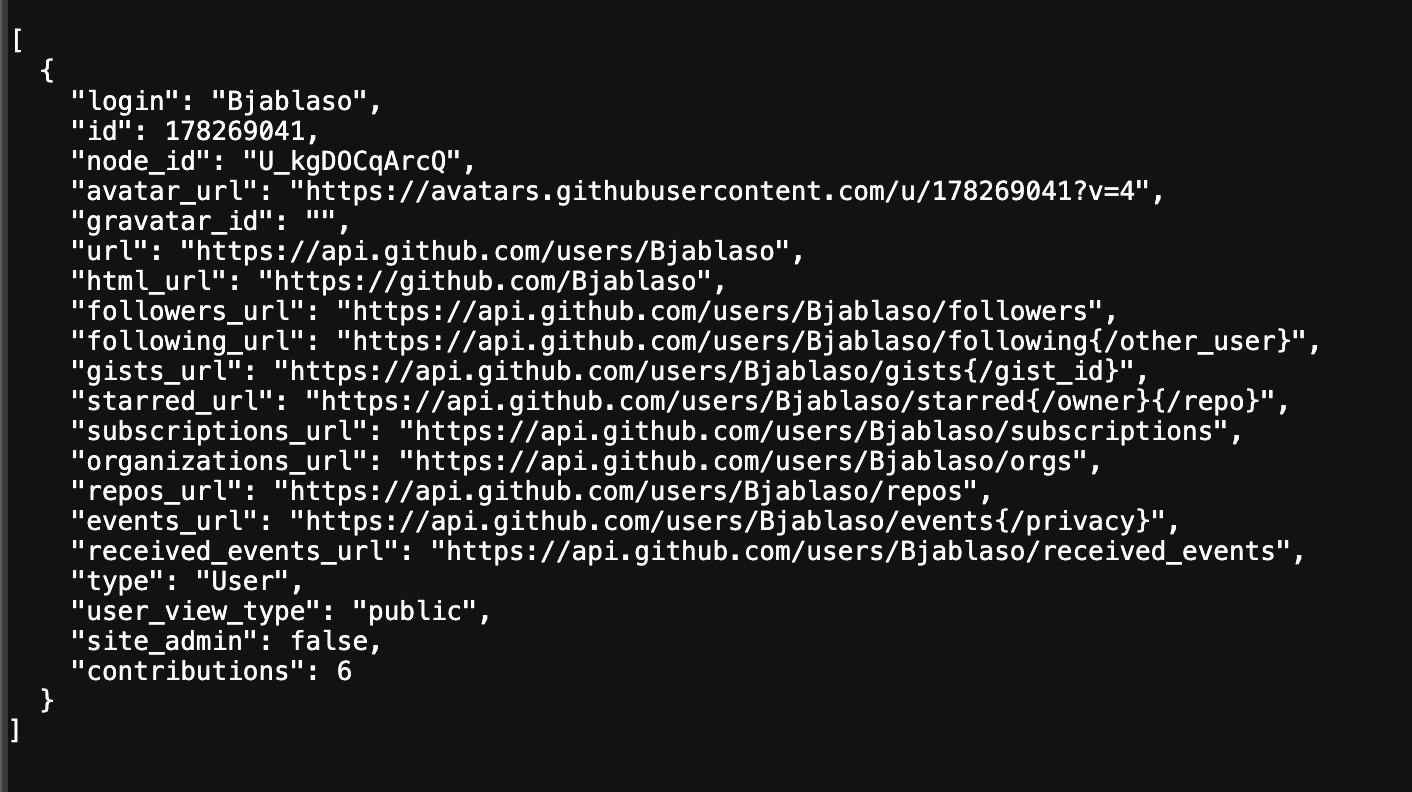 [
  {
    "login": "Bjablaso",
    "id": 178269041,
    "node_id": "U_kgDOCqArcQ",
    "avatar_url": "https://avatars.githubusercontent.com/u/178269041?v=4",
    "gravatar_id": "",
    "url": "https://api.github.com/users/Bjablaso",
    "html_url": "https://github.com/Bjablaso",
    "followers_url": "https://api.github.com/users/Bjablaso/followers",
    "following_url": "https://api.github.com/users/Bjablaso/following{/other_user}",
    "gists_url": "https://api.github.com/users/Bjablaso/gists{/gist_id}",
    "starred_url": "https://api.github.com/users/Bjablaso/starred{/owner}{/repo}",
    "subscriptions_url": "https://api.github.com/users/Bjablaso/subscriptions",
    "organizations_url": "https://api.github.com/users/Bjablaso/orgs",
    "repos_url": "https://api.github.com/users/Bjablaso/repos",
    "events_url": "https://api.github.com/users/Bjablaso/events{/privacy}",
    "received_events_url": "https://api.github.com/users/Bjablaso/received_events",
    "type": "User",
    "user_view_type": "public",
    "site_admin": false,
    "contributions": 6
  }
]